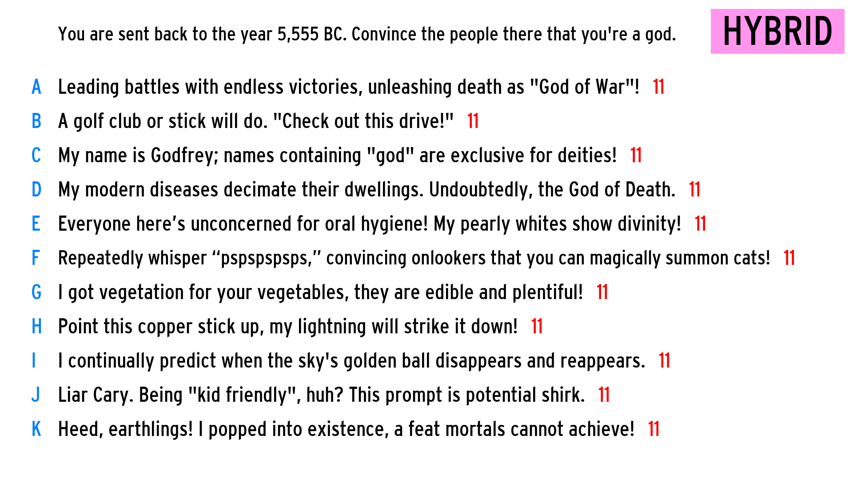 You are sent back to the year 5,555 BC. Convince the people there that you're a god.
HYBRID
A Leading battles with endless victories, unleashing death as "God of War"! 11
B A golf club or stick will do. "Check out this drive!" 11
C My name is Godfrey; names containing "god" are exclusive for deities! 11
D My modern diseases decimate their dwellings. Undoubtedly, the God of Death. 11
E Everyone here’s unconcerned for oral hygiene! My pearly whites show divinity! 11
F Repeatedly whisper “pspspspsps,” convincing onlookers that you can magically summon cats! 11
G I got vegetation for your vegetables, they are edible and plentiful! 11
H Point this copper stick up, my lightning will strike it down! 11
I I continually predict when the sky's golden ball disappears and reappears. 11
J Liar Cary. Being "kid friendly", huh? This prompt is potential shirk. 11
K Heed, earthlings! I popped into existence, a feat mortals cannot achieve! 11